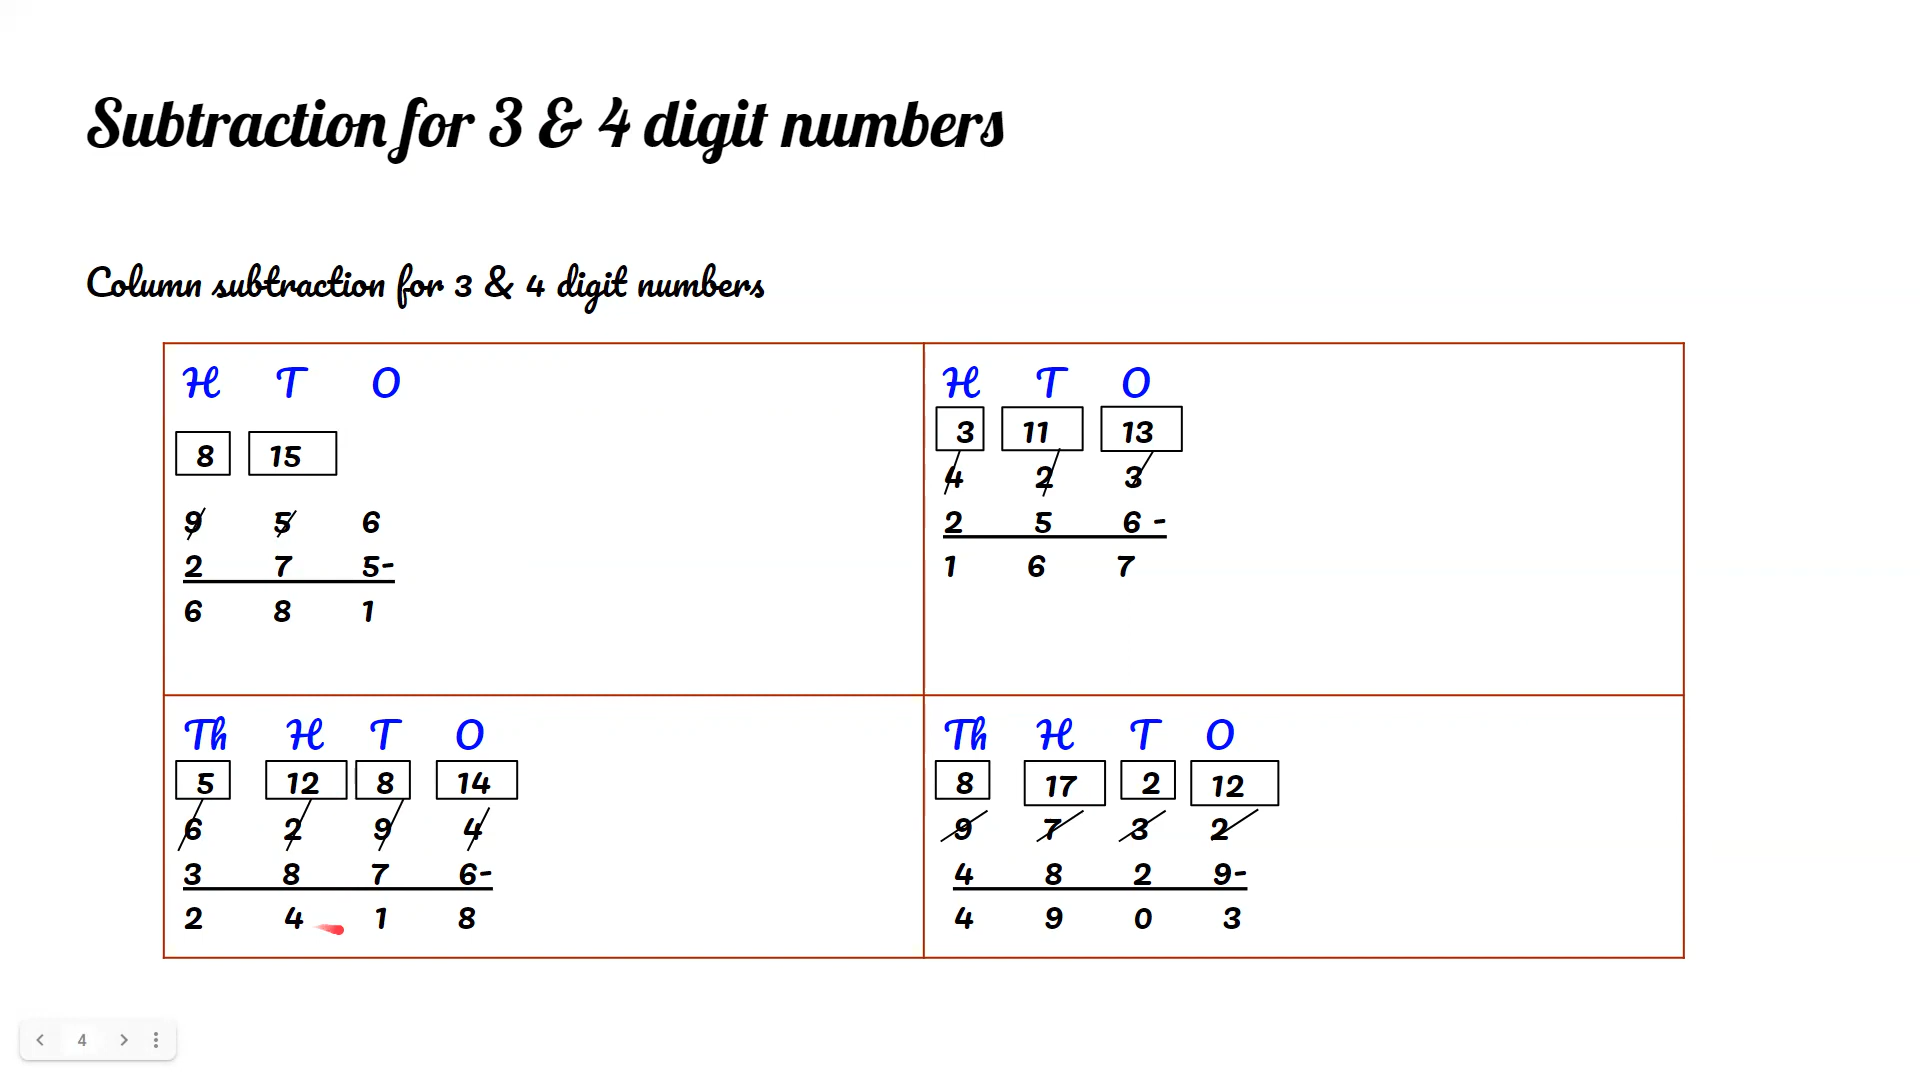 Subtraction for 3 & 4 digit numbers
Column subtraction for 3 & 4 digit numbers
H T O
8 15
9 5 6
2 7 5-
6 8 1
H T O
3 11 13
4 2 3
2 5 6 -
1 6 7
Th H T O
5 12 8 14
6 2 9 4
3 8 7 6-
2 4 1 8
Th H T O
8 17 2 12
9 7 3 2
4 8 2 9-
4 9 0 3
4